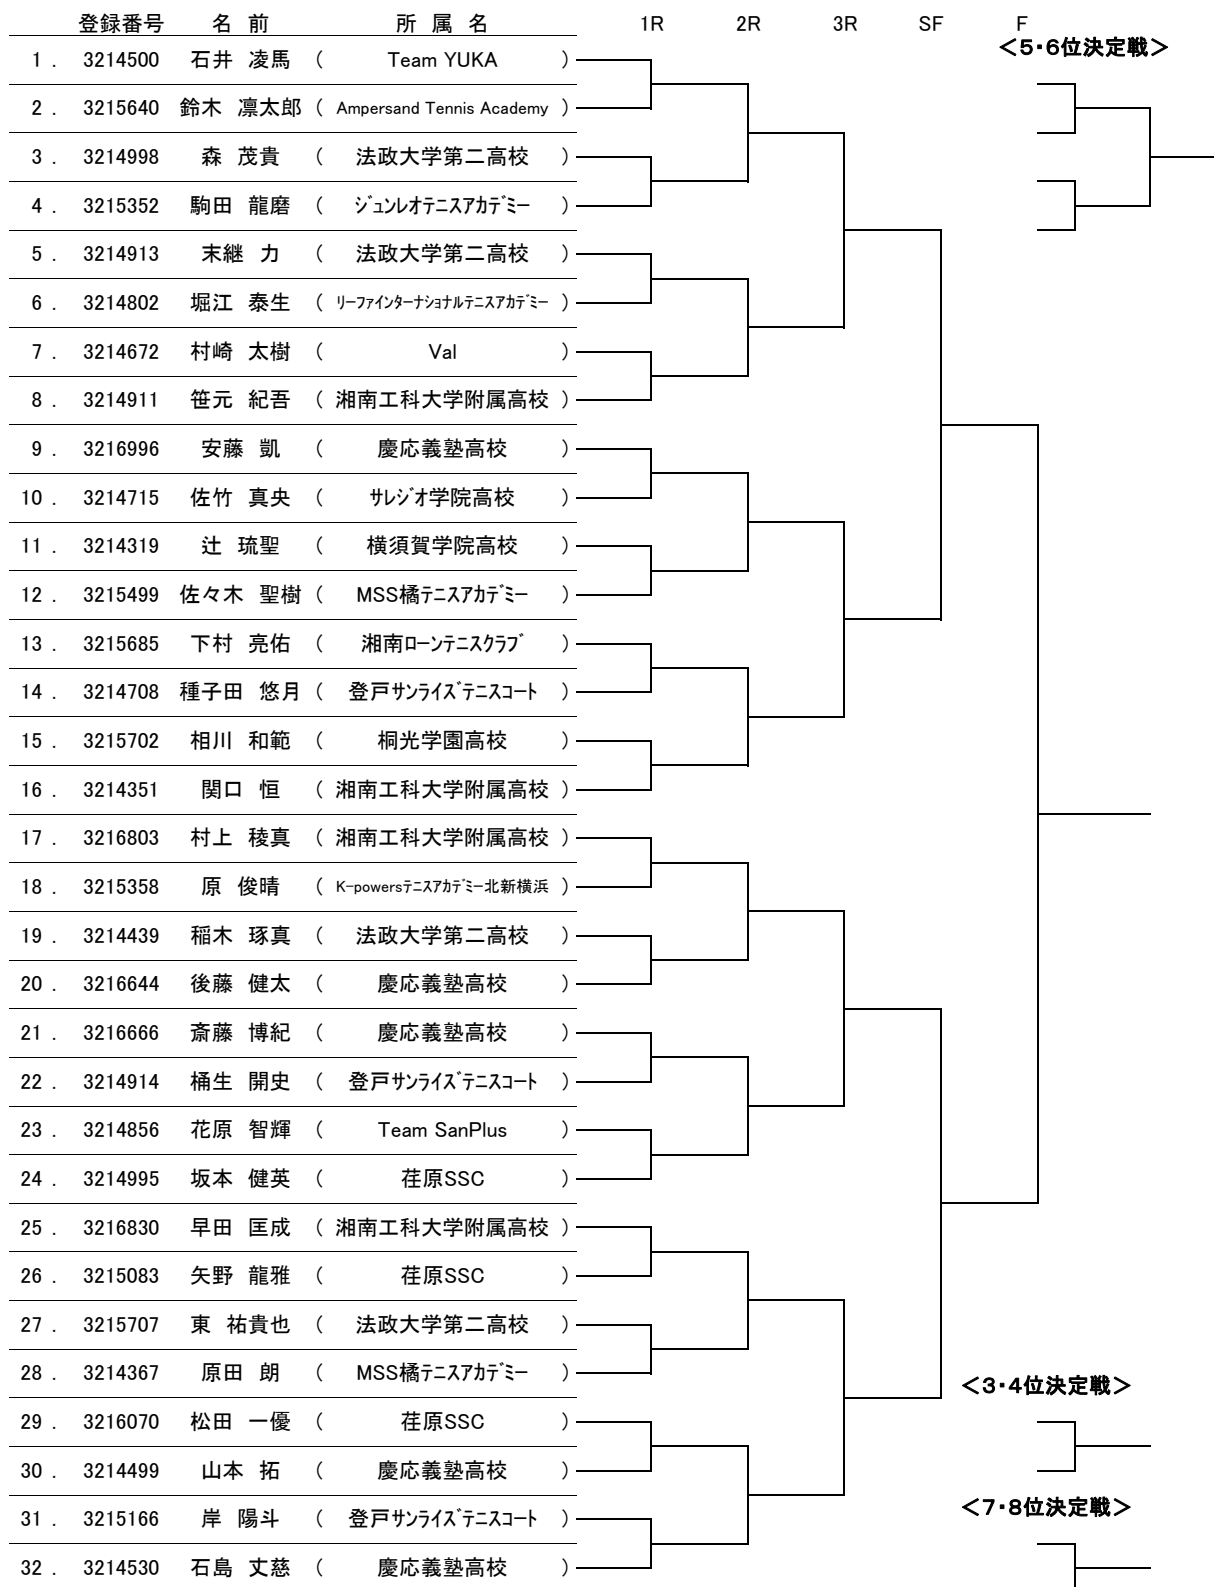 登録番号 名 前 所 属 名 1R 2R 3R SF F
＜5・6位決定戦＞
1 . 3214500 石井 凌馬 ( Team YUKA )
2 . 3215640 鈴木 凛太郎 ( Ampersand Tennis Academy )
3 . 3214998 森 茂貴 ( 法政大学第二高校 )
4 . 3215352 駒田 龍磨 ( ｼﾞｭﾝﾚｵﾃﾆｽｱｶﾃﾞﾐｰ )
5 . 3214913 末継 力 ( 法政大学第二高校 )
6 . 3214802 堀江 泰生 ( ﾘｰﾌｧｲﾝﾀｰﾅｼｮﾅﾙﾃﾆｽｱｶﾃﾞﾐｰ )
7 . 3214672 村崎 太樹 ( Val )
8 . 3214911 笹元 紀吾 ( 湘南工科大学附属高校 )
9 . 3216996 安藤 凱 ( 慶応義塾高校 )
10 . 3214715 佐竹 真央 ( ｻﾚｼﾞｵ学院高校 )
11 . 3214319 辻 琉聖 ( 横須賀学院高校 )
12 . 3215499 佐々木 聖樹 ( MSS橘ﾃﾆｽｱｶﾃﾞﾐｰ )
13 . 3215685 下村 亮佑 ( 湘南ﾛｰﾝﾃﾆｽｸﾗﾌﾞ )
14 . 3214708 種子田 悠月 ( 登戸ｻﾝﾗｲｽﾞﾃﾆｽｺｰﾄ )
15 . 3215702 相川 和範 ( 桐光学園高校 )
16 . 3214351 関口 恒 ( 湘南工科大学附属高校 )
17 . 3216803 村上 稜真 ( 湘南工科大学附属高校 )
18 . 3215358 原 俊晴 ( K-powersﾃﾆｽｱｶﾃﾞﾐｰ北新横浜 )
19 . 3214439 稲木 琢真 ( 法政大学第二高校 )
20 . 3216644 後藤 健太 ( 慶応義塾高校 )
21 . 3216666 斎藤 博紀 ( 慶応義塾高校 )
22 . 3214914 桶生 開史 ( 登戸ｻﾝﾗｲｽﾞﾃﾆｽｺｰﾄ )
23 . 3214856 花原 智輝 ( Team SanPlus )
24 . 3214995 坂本 健英 ( 荏原SSC )
25 . 3216830 早田 匡成 ( 湘南工科大学附属高校 )
26 . 3215083 矢野 龍雅 ( 荏原SSC )
27 . 3215707 東 祐貴也 ( 法政大学第二高校 )
28 . 3214367 原田 朗 ( MSS橘ﾃﾆｽｱｶﾃﾞﾐｰ )
＜3・4位決定戦＞
29 . 3216070 松田 一優 ( 荏原SSC )
30 . 3214499 山本 拓 ( 慶応義塾高校 )
＜7・8位決定戦＞
31 . 3215166 岸 陽斗 ( 登戸ｻﾝﾗｲｽﾞﾃﾆｽｺｰﾄ )
32 . 3214530 石島 丈慈 ( 慶応義塾高校 )